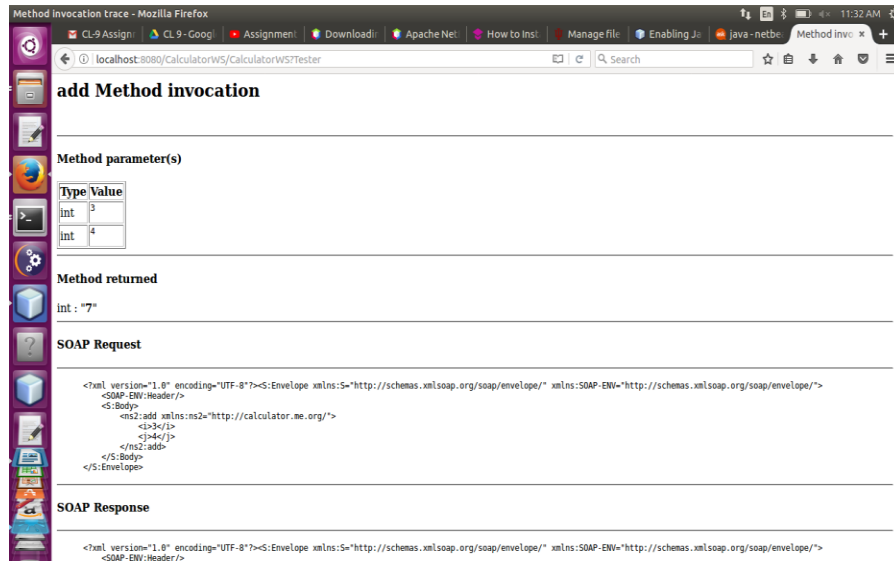 Method invocation trace - Mozilla Firefox
En 11:32 AM
CL-9 Assignr CL 9 - Googl Assignment Downloadin Apache Net How to Inst Manage file Enabling Ja java - netbe Method invo x +
localhost:8080/CalculatorWS/CalculatorWS?Tester Search
add Method invocation
Method parameter(s)
Type Value
int 3
int 4
Method returned
int : "7"
SOAP Request
<?xml version="1.0" encoding="UTF-8"?><S:Envelope xmlns:S="http://schemas.xmlsoap.org/soap/envelope/" xmlns:SOAP-ENV="http://schemas.xmlsoap.org/soap/envelope/">
<SOAP-ENV:Header/>
<S:Body>
<ns2:add xmlns:ns2="http://calculator.me.org/">
<i>3</i>
<j>4</j>
</ns2:add>
</S:Body>
</S:Envelope>
SOAP Response
<?xml version="1.0" encoding="UTF-8"?><S:Envelope xmlns:S="http://schemas.xmlsoap.org/soap/envelope/" xmlns:SOAP-ENV="http://schemas.xmlsoap.org/soap/envelope/">
<SOAP-ENV:Header/>